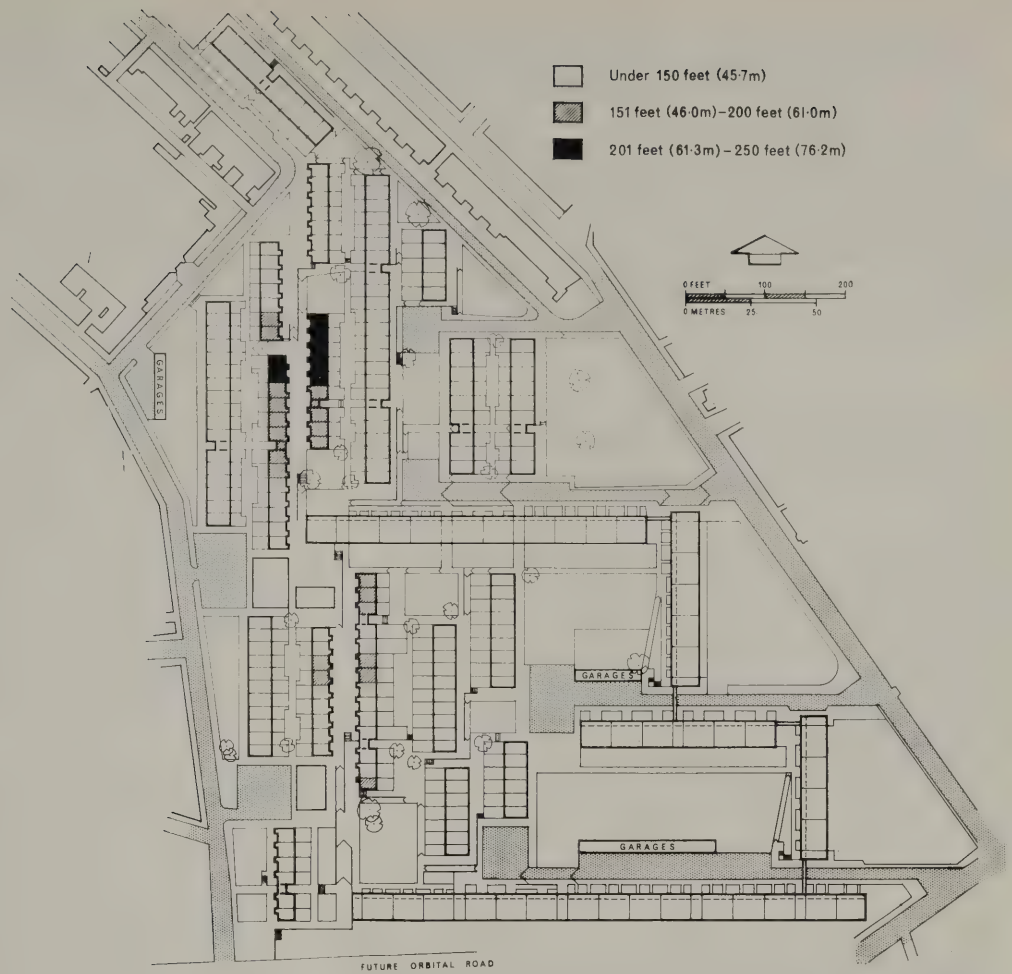 Under 150 feet (45·7m)
151 feet (46·0m)–200 feet (61·0m)
201 feet (61·3m)–250 feet (76·2m)
0 FEET 100 200
0 METRES 25 50
GARAGES
GARAGES
GARAGES
FUTURE ORBITAL ROAD